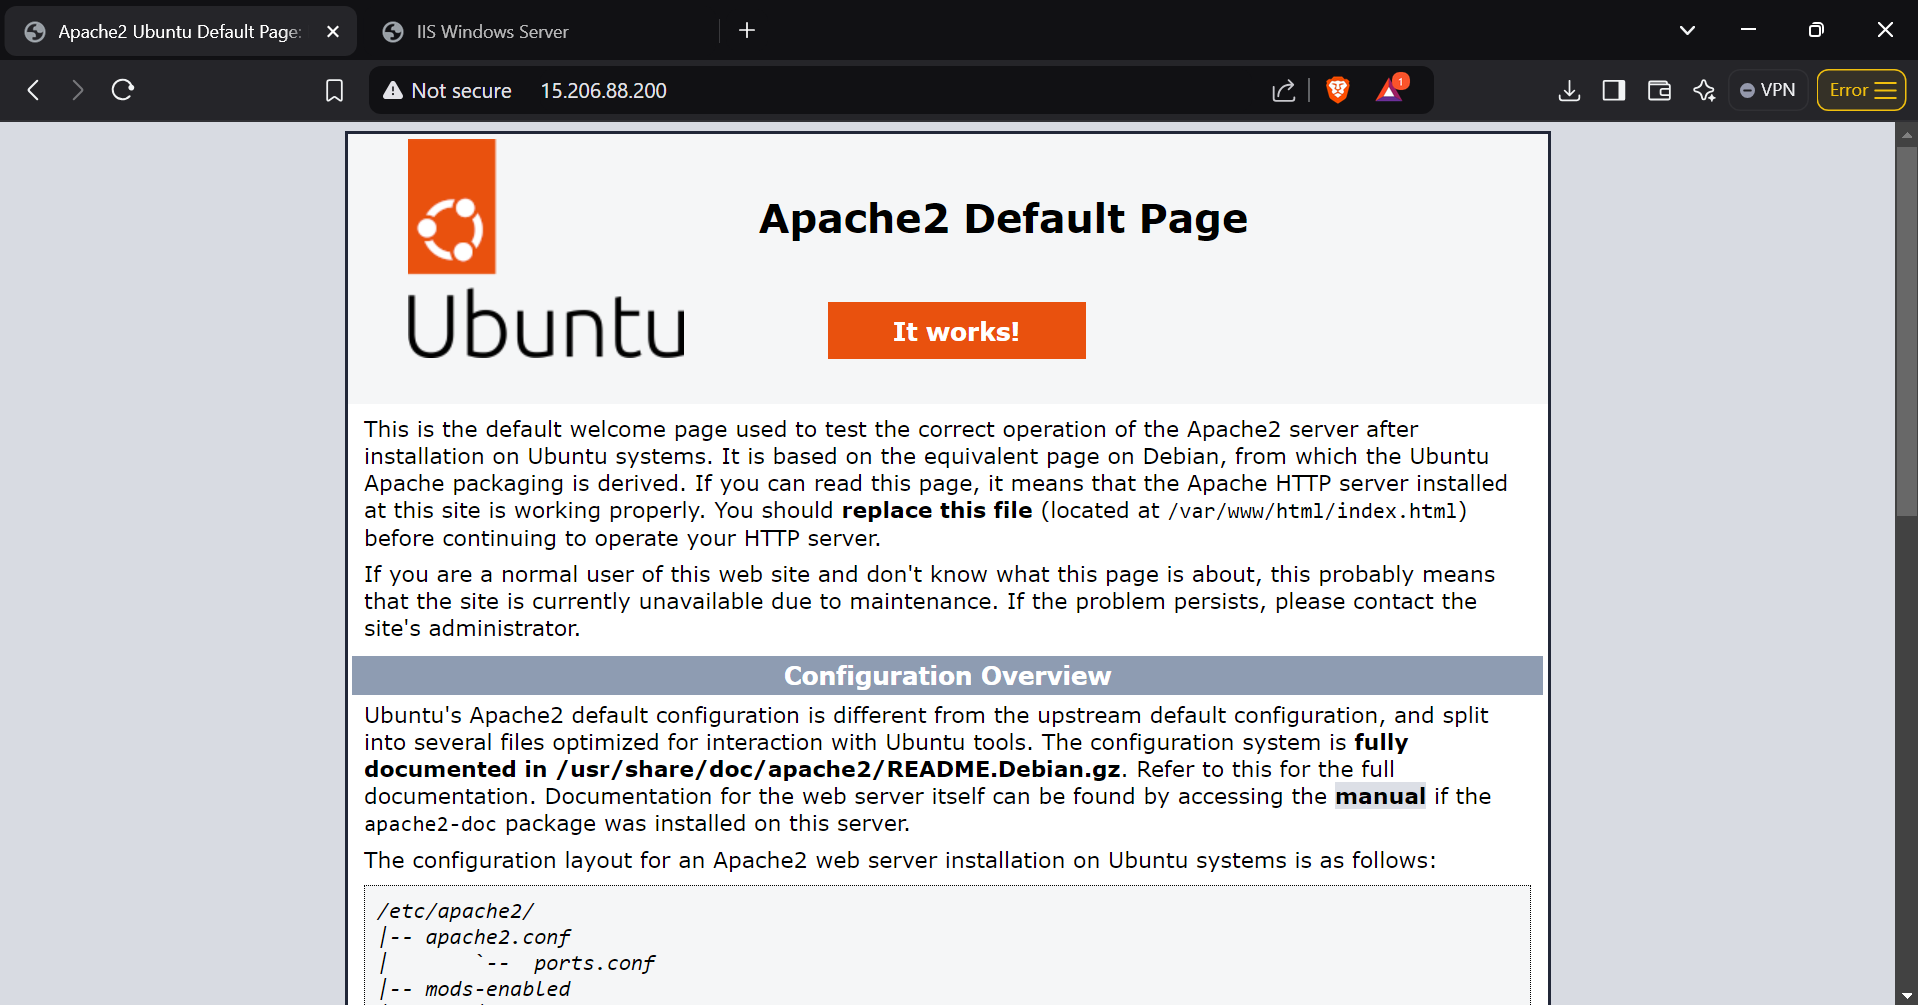 Apache2 Ubuntu Default Page:
IIS Windows Server
Not secure
15.206.88.200
1
VPN
Error
Ubuntu
Apache2 Default Page
It works!
This is the default welcome page used to test the correct operation of the Apache2 server after
installation on Ubuntu systems. It is based on the equivalent page on Debian, from which the Ubuntu
Apache packaging is derived. If you can read this page, it means that the Apache HTTP server installed
at this site is working properly. You should replace this file (located at /var/www/html/index.html)
before continuing to operate your HTTP server.
If you are a normal user of this web site and don't know what this page is about, this probably means
that the site is currently unavailable due to maintenance. If the problem persists, please contact the
site's administrator.
Configuration Overview
Ubuntu's Apache2 default configuration is different from the upstream default configuration, and split
into several files optimized for interaction with Ubuntu tools. The configuration system is fully
documented in /usr/share/doc/apache2/README.Debian.gz. Refer to this for the full
documentation. Documentation for the web server itself can be found by accessing the manual if the
apache2-doc package was installed on this server.
The configuration layout for an Apache2 web server installation on Ubuntu systems is as follows:
/etc/apache2/
|-- apache2.conf
|       `--  ports.conf
|-- mods-enabled